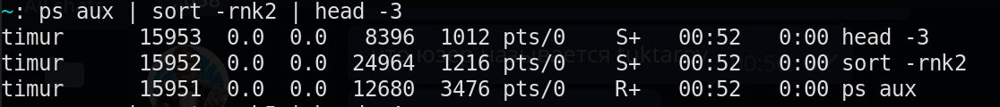 ~: ps aux | sort -rnk2 | head -3
timur 15953 0.0 0.0 8396 1012 pts/0 S+ 00:52 0:00 head -3
timur 15952 0.0 0.0 24964 1216 pts/0 S+ 00:52 0:00 sort -rnk2
timur 15951 0.0 0.0 12680 3476 pts/0 R+ 00:52 0:00 ps aux